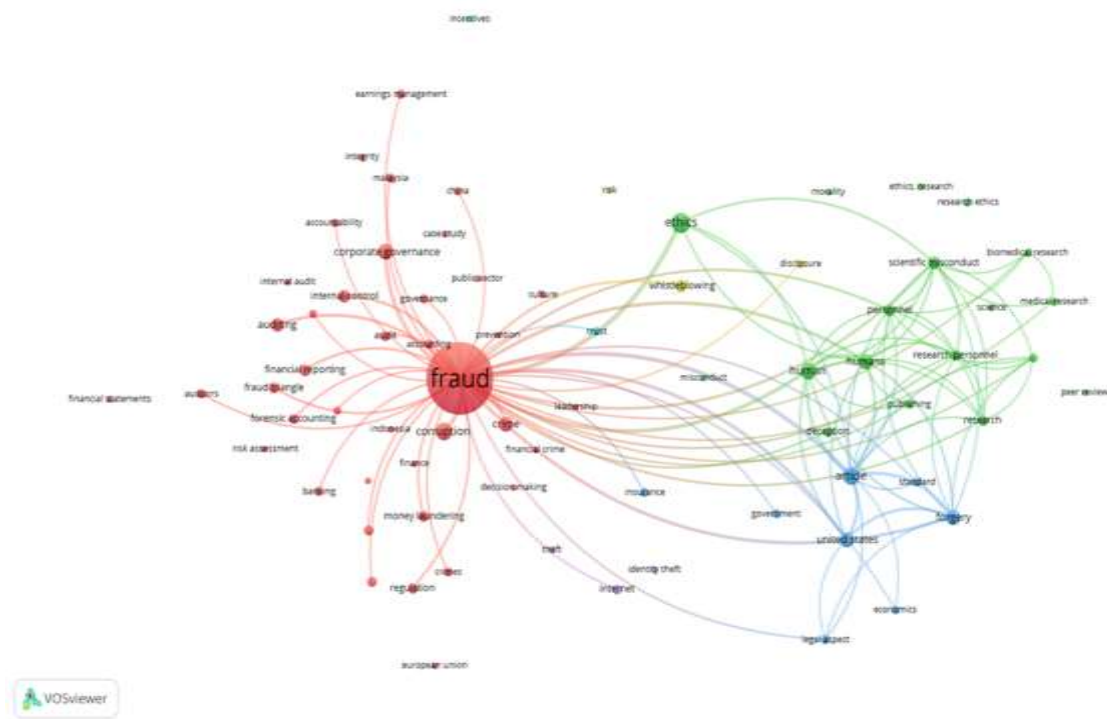 incentives
earnings management
integrity
malaysia
china
risk
morality
ethics research
research ethics
accountability
ethics
case study
corporate governance
scientific misconduct
biomedical research
disclosure
internal audit
public sector
whistleblowing
internal control
governance
culture
medical research
science
personnel
auditing
trust
audit
prevention
accounting
research personnel
humans
financial reporting
human
fraud
misconduct
fraud triangle
auditors
financial statements
peer review
publishing
leadership
forensic accounting
research
crime
indonesia
corruption
deception
risk assessment
financial crime
finance
article
standard
decision making
banking
insurance
money laundering
government
forgery
united states
theft
crimes
identity theft
regulation
internet
economics
legal aspect
european union
VOSviewer